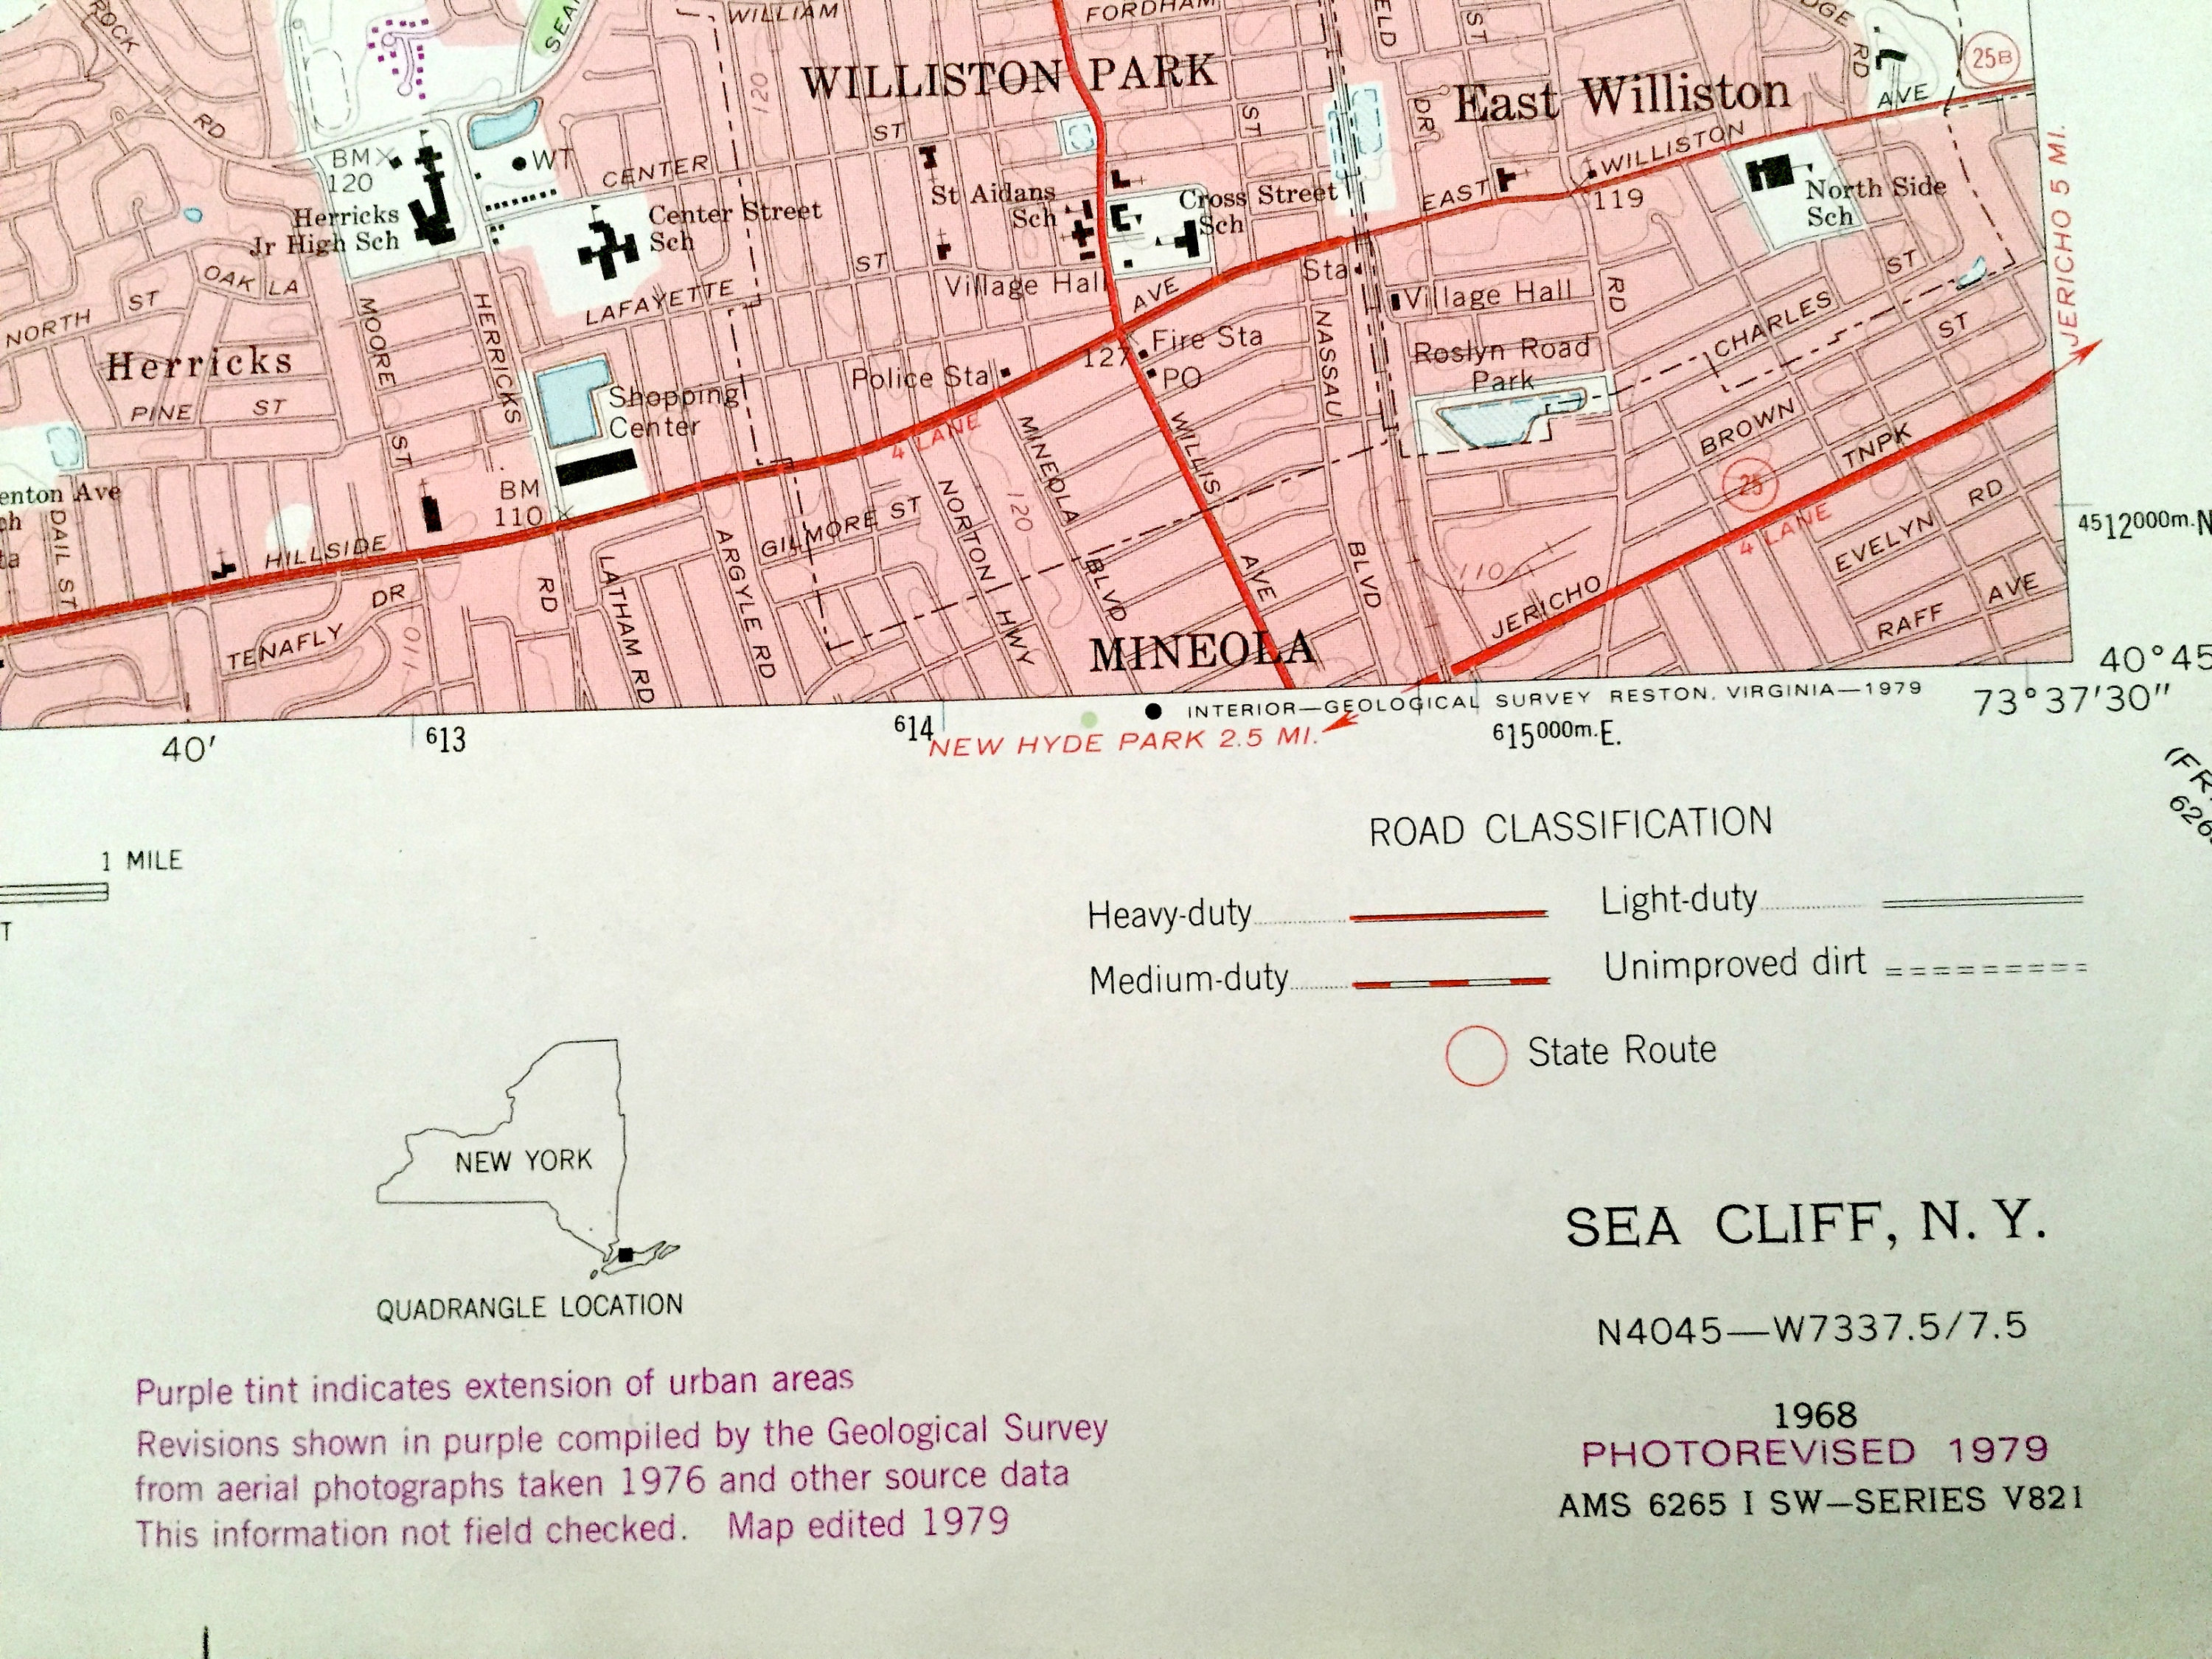 WILLIAM
FORDHAM
ROCK
RD
WILLISTON PARK
East Williston
25B
120
ST
ST
ST
DR
RD
AVE
BM
120
WT
CENTER
EAST
WILLISTON
119
St Aidans
Sch
Cross Street
Sch
North Side
Sch
Herricks
Jr High Sch
Center Street
Sch
ST
Village Hall
AVE
Sta
Village Hall
RD
ST
OAK LA
NORTH
ST
LAFAYETTE
MOORE
HERRICKS
Herricks
Police Sta
127
Fire Sta
PO
NASSAU
Roslyn Road
Park
CHARLES
ST
JERICHO 5 MI.
PINE
ST
ST
Shopping
Center
4 LANE
MINEOLA
WILLIS
BROWN
25
TNPK
4 LANE
BM
110
HILLSIDE
GILMORE ST
NORTON
120
EVELYN
RD
4512000m. N
DAIL ST
DR
RD
LATHAM RD
ARGYLE RD
HWY
BLVD
AVE
BLVD
110
JERICHO
RAFF
AVE
TENAFLY
110
MINEOLA
40°45
73°37'30"
INTERIOR—GEOLOGICAL SURVEY RESTON, VIRGINIA—1979
40'
613
614
NEW HYDE PARK 2.5 MI.
615000m. E.
ROAD CLASSIFICATION
1 MILE
Heavy-duty
Light-duty
Medium-duty
Unimproved dirt
State Route
NEW YORK
QUADRANGLE LOCATION
SEA CLIFF, N. Y.
N4045—W7337.5/7.5
1968
PHOTOREVISED 1979
AMS 6265 I SW—SERIES V821
Purple tint indicates extension of urban areas
Revisions shown in purple compiled by the Geological Survey
from aerial photographs taken 1976 and other source data
This information not field checked. Map edited 1979